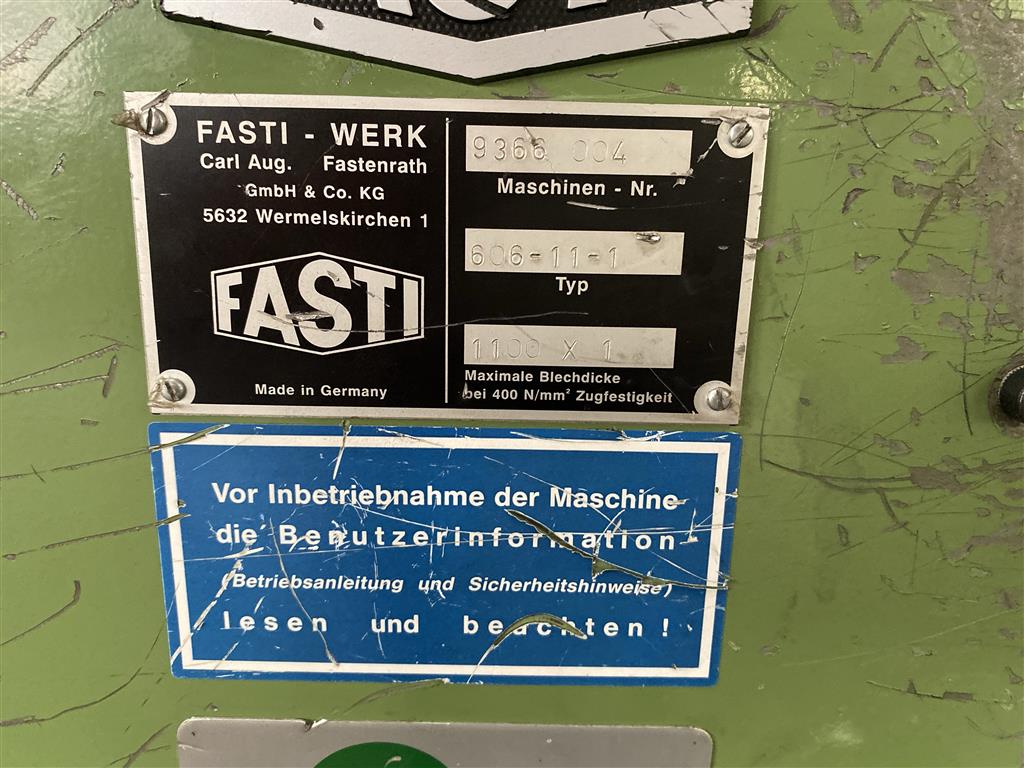 FASTI - WERK
Carl Aug. Fastenrath
GmbH & Co. KG
5632 Wermelskirchen 1
FASTI
Made in Germany
9366 004
Maschinen - Nr.
606-11-1
Typ
1100 X 1
Maximale Blechdicke
bei 400 N/mm² Zugfestigkeit
Vor Inbetriebnahme der Maschine
die Benutzerinformation
(Betriebsanleitung und Sicherheitshinweise)
lesen und beachten !